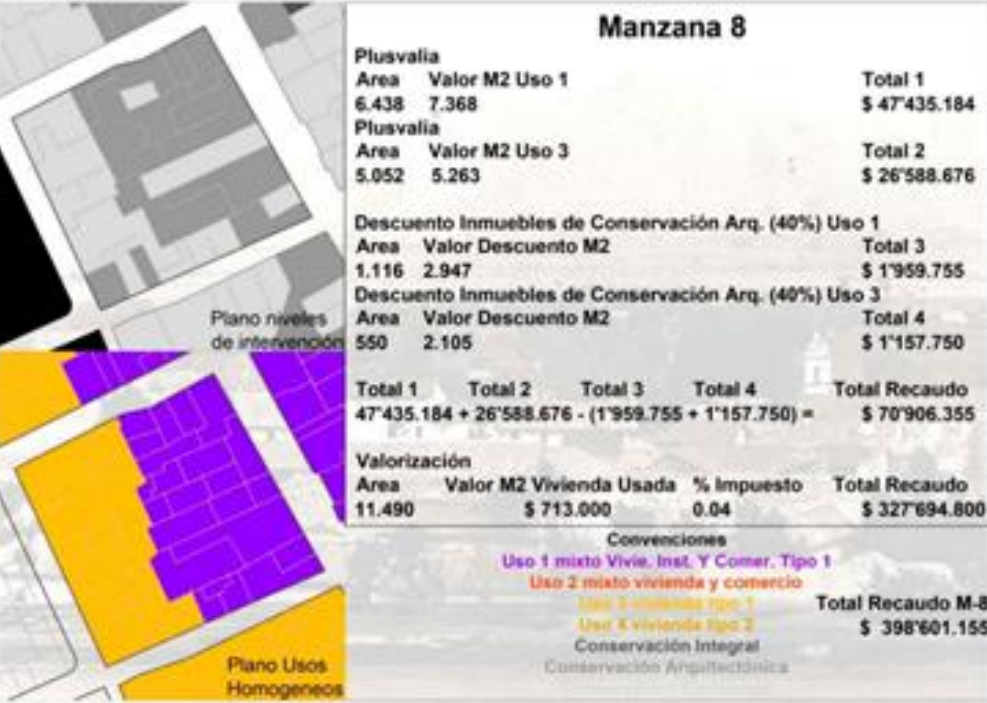 Manzana 8
Plusvalia
Area Valor M2 Uso 1 Total 1
6.438 7.368 $ 47'435.184
Plusvalia
Area Valor M2 Uso 3 Total 2
5.052 5.263 $ 26'588.676
Descuento Inmuebles de Conservación Arq. (40%) Uso 1
Area Valor Descuento M2 Total 3
1.116 2.947 $ 1'959.755
Descuento Inmuebles de Conservación Arq. (40%) Uso 3
Area Valor Descuento M2 Total 4
550 2.105 $ 1'157.750
Total 1 Total 2 Total 3 Total 4 Total Recaudo
47'435.184 + 26'588.676 - (1'959.755 + 1'157.750) = $ 70'906.355
Valorización
Area Valor M2 Vivienda Usada % Impuesto Total Recaudo
11.490 $ 713.000 0.04 $ 327'694.800
Convenciones
Uso 1 mixto Vivie. Inst. Y Comer. Tipo 1
Uso 2 mixto vivienda y comercio
Uso 3 vivienda tipo 1
Uso 4 vivienda tipo 2
Conservación Integral
Conservación Arquitectónica
Total Recaudo M-8
$ 398'601.155
Plano niveles
de intervención
Plano Usos
Homogeneos